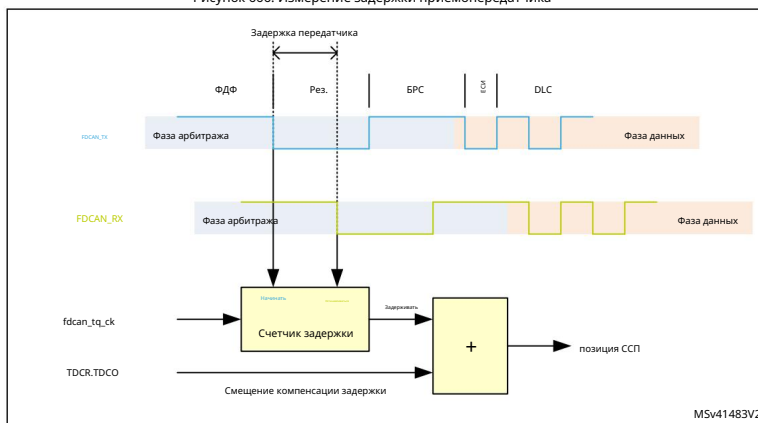 Задержка передатчика
ФДФ Рез. БРС ЕСИ DLC
FDCAN_TX
Фаза арбитража Фаза данных
FDCAN_RX
Фаза арбитража Фаза данных
Начинать
Задерживать
fdcan_tq_ck
Счетчик задержки
+
позиция ССП
TDCR.TDCO
Смещение компенсации задержки
MSv41483V2